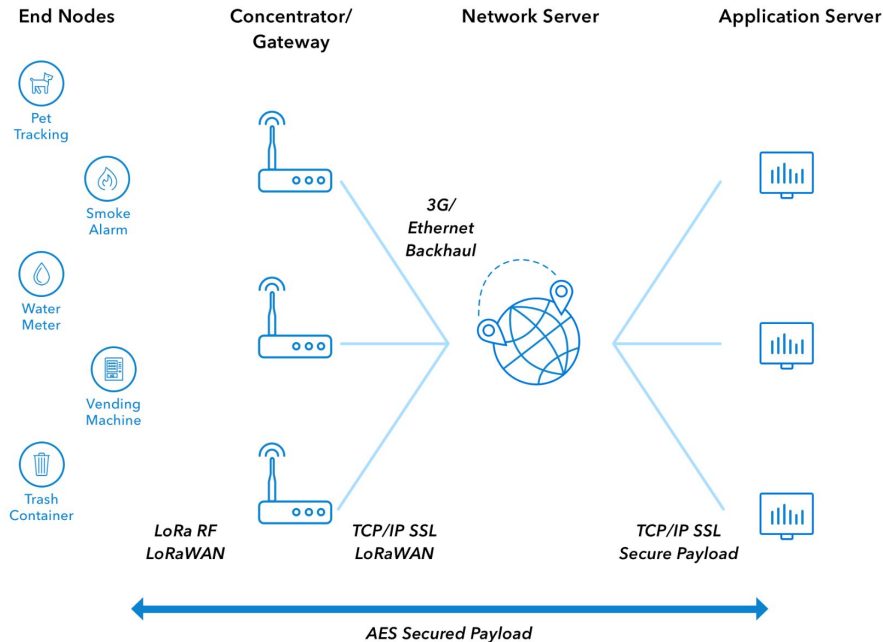 End Nodes
Concentrator/
Gateway
Network Server
Application Server
Pet
Tracking
Smoke
Alarm
Water
Meter
Vending
Machine
Trash
Container
3G/
Ethernet
Backhaul
LoRa RF
LoRaWAN
TCP/IP SSL
LoRaWAN
TCP/IP SSL
Secure Payload
AES Secured Payload